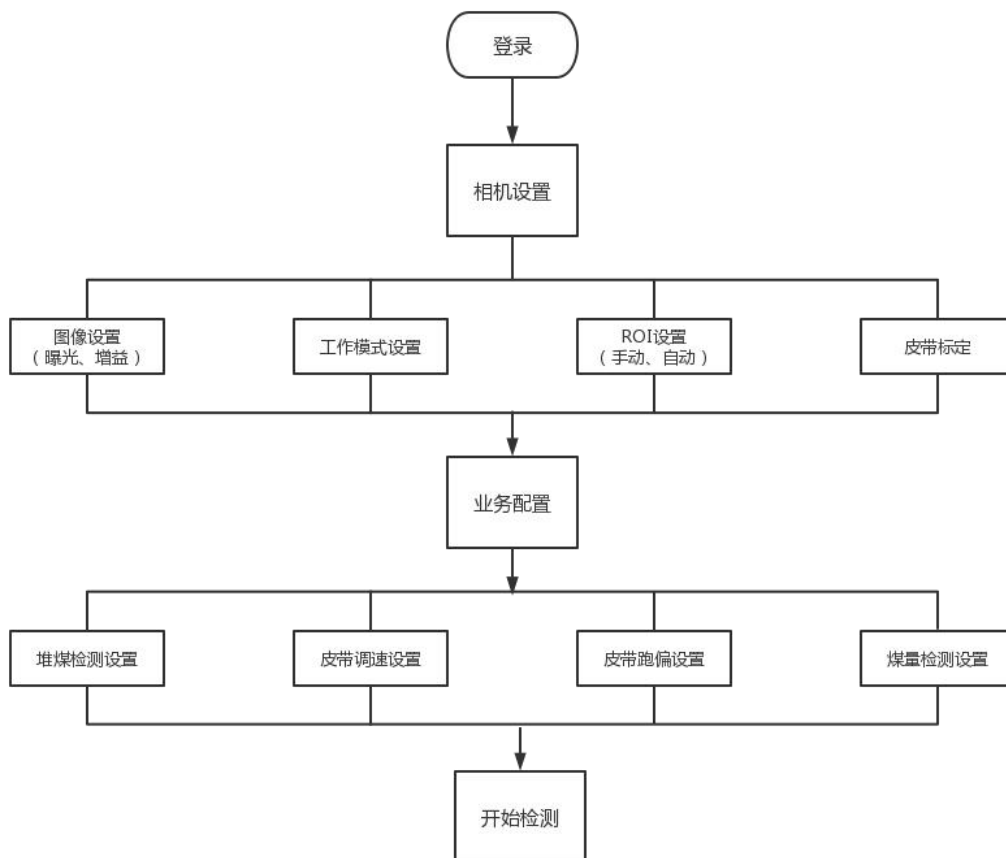 登录
相机设置
图像设置
（曝光、增益）
工作模式设置
ROI设置
（手动、自动）
皮带标定
业务配置
堆煤检测设置
皮带调速设置
皮带跑偏设置
煤量检测设置
开始检测